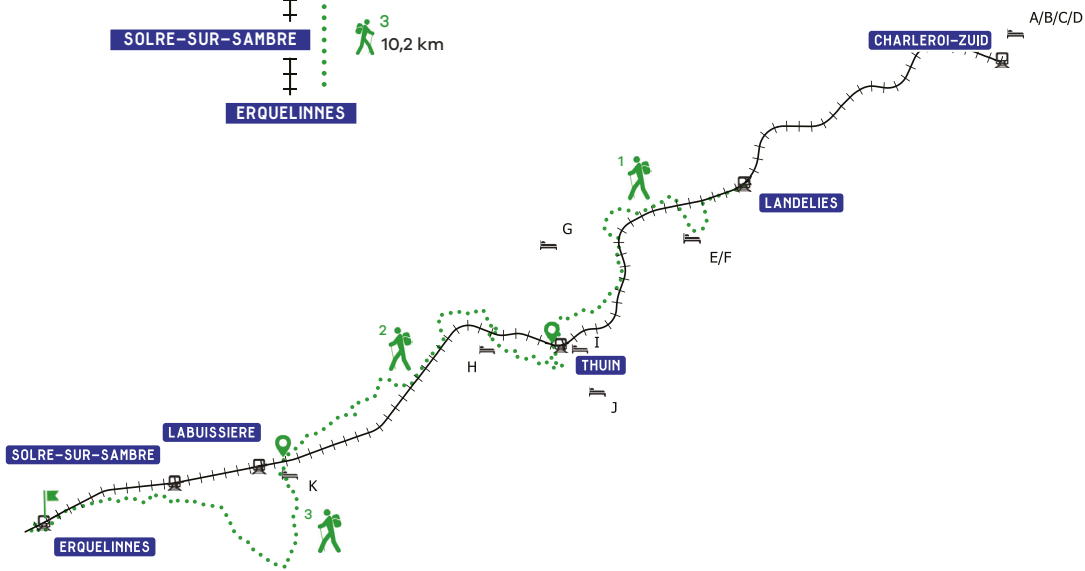 SOLRE-SUR-SAMBRE
3
10,2 km
ERQUELINNES
A/B/C/D
CHARLEROI-ZUID
1
LANDELIES
G
E/F
2
I
H
THUIN
J
LABUISSIERE
SOLRE-SUR-SAMBRE
K
3
ERQUELINNES